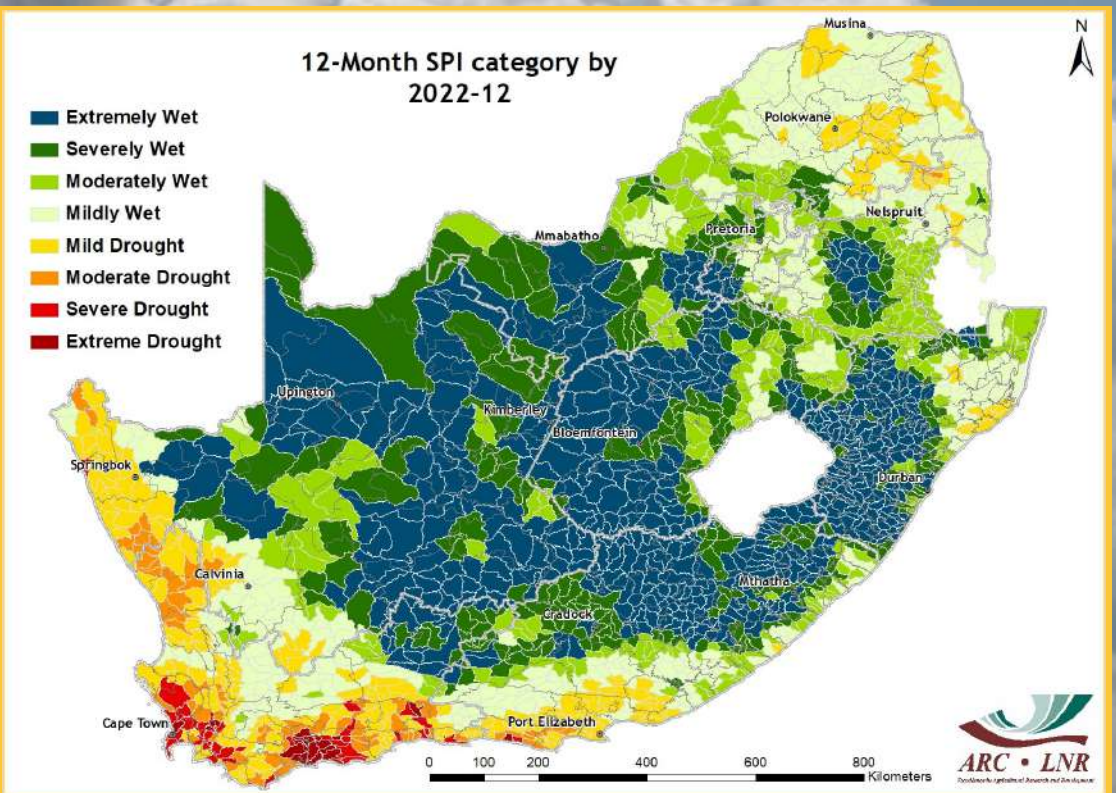 12-Month SPI category by
2022-12
Extremely Wet
Severely Wet
Moderately Wet
Mildly Wet
Mild Drought
Moderate Drought
Severe Drought
Extreme Drought
N
Musina
Polokwane
Nelspruit
Pretoria
Mmabatho
Upington
Kimberley
Bloemfontein
Springbok
Durban
Calvinia
Mthatha
Cradock
Cape Town
Port Elizabeth
0 100 200 400 600 800
Kilometers
ARC • LNR